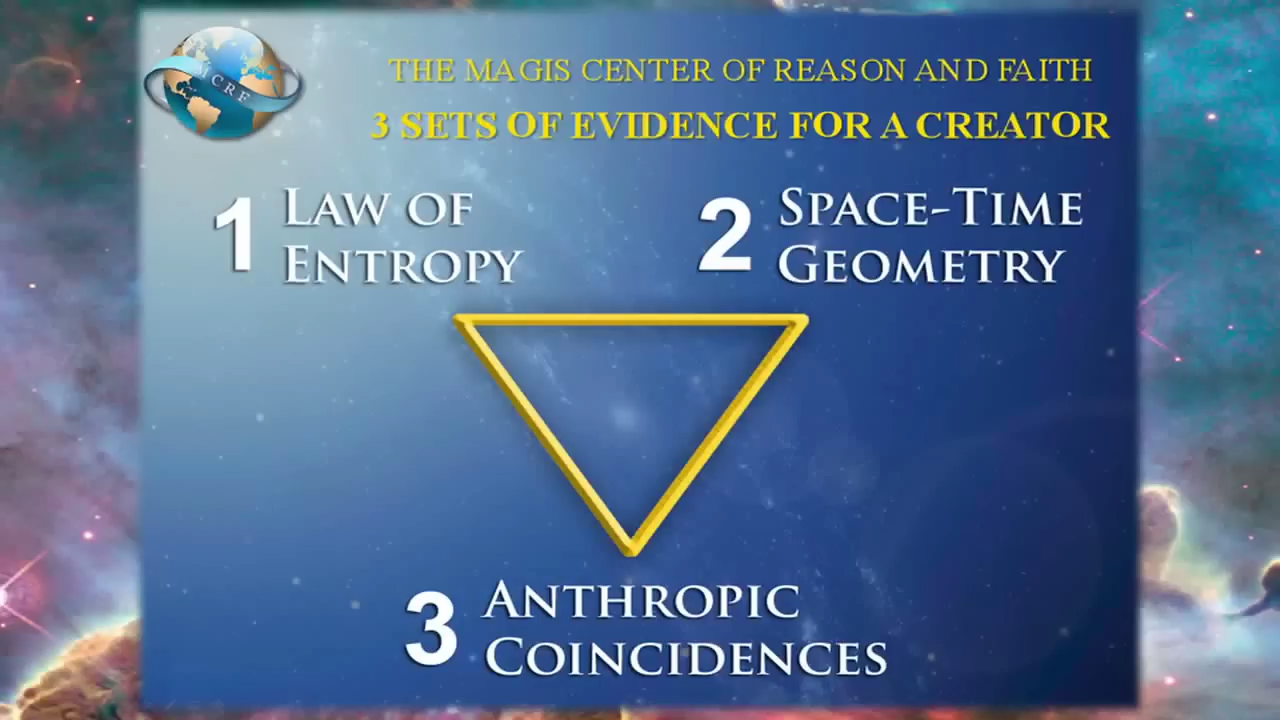 CRF
THE MAGIS CENTER OF REASON AND FAITH
3 SETS OF EVIDENCE FOR A CREATOR
1 LAW OF
ENTROPY
2 SPACE-TIME
GEOMETRY
3 ANTHROPIC
COINCIDENCES